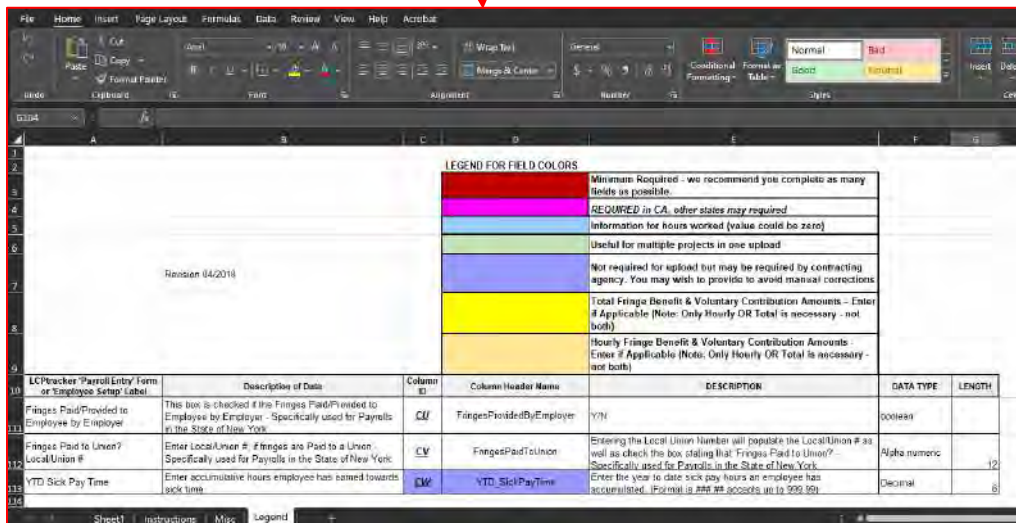 File Home Insert Page Layout Formulas Data Review View Help Acrobat
Cut
Copy
Paste
Format Painter
Wrap Text
Merge & Center
General
Conditional Formatting
Format as Table
Normal
Bad
Good
Neutral
Insert
Undo
Clipboard
Font
Alignment
Number
Styles
A B C D E F G
LEGEND FOR FIELD COLORS
Minimum Required - we recommend you complete as many
fields as possible.
REQUIRED in CA, other states may required
Information for hours worked (value could be zero)
Useful for multiple projects in one upload
Revision 04/2018
Not required for upload but may be required by contracting
agency. You may wish to provide to avoid manual corrections
Total Fringe Benefit & Voluntary Contribution Amounts - Enter
if Applicable (Note: Only Hourly OR Total is necessary - not
both)
Hourly Fringe Benefit & Voluntary Contribution Amounts -
Enter if Applicable (Note: Only Hourly OR Total is necessary -
not both)
LCPtracker 'Payroll Entry' Form
or 'Employee Setup' Label
Description of Data
Column
ID
Column Header Name
DESCRIPTION
DATA TYPE
LENGTH
Fringes Paid/Provided to
Employee by Employer
This box is checked if the Fringes Paid/Provided to
Employee by Employer - Specifically used for Payrolls
in the State of New York
CU
FringesProvidedByEmployer
Y/N
boolean
Fringes Paid to Union?
Local/Union #
Enter Local/Union #, if fringes are Paid to a Union -
Specifically used for Payrolls in the State of New York
CV
FringesPaidToUnion
Entering the Local Union Number will populate the Local/Union # as
well as check the box stating that 'Fringes Paid to Union? -
Specifically used for Payrolls in the State of New York
Alpha numeric
12
YTD Sick Pay Time
Enter accumulative hours employee has earned towards
sick time
CW
YTD_SickPayTime
Enter the year to date sick pay hours an employee has
accumulated. (Format is ###.## accepts up to 999.99)
Decimal
6
Sheet1 Instructions Misc Legend